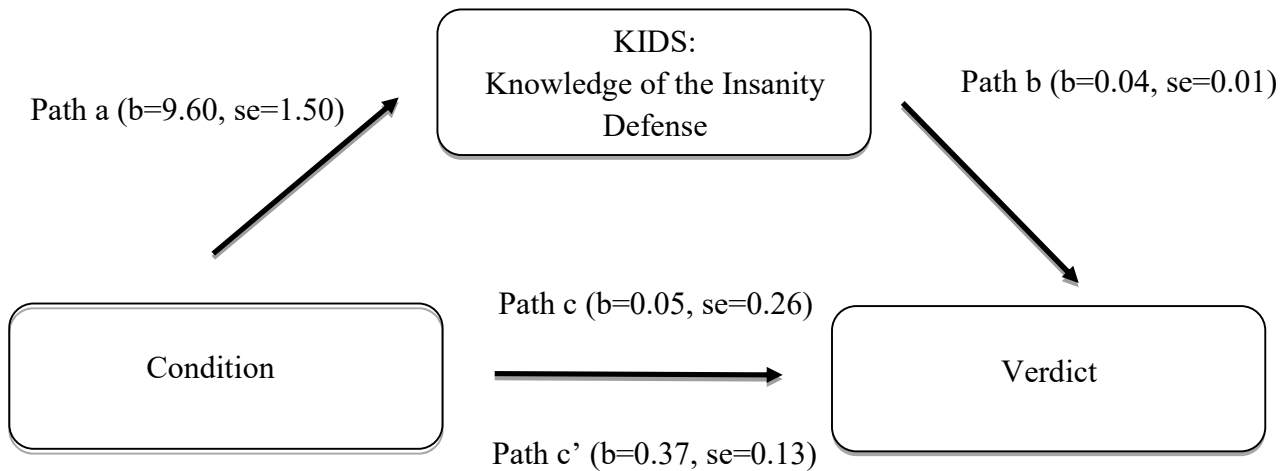 KIDS:
Knowledge of the Insanity
Defense
Path a (b=9.60, se=1.50)
Path b (b=0.04, se=0.01)
Path c (b=0.05, se=0.26)
Condition
Verdict
Path c’ (b=0.37, se=0.13)